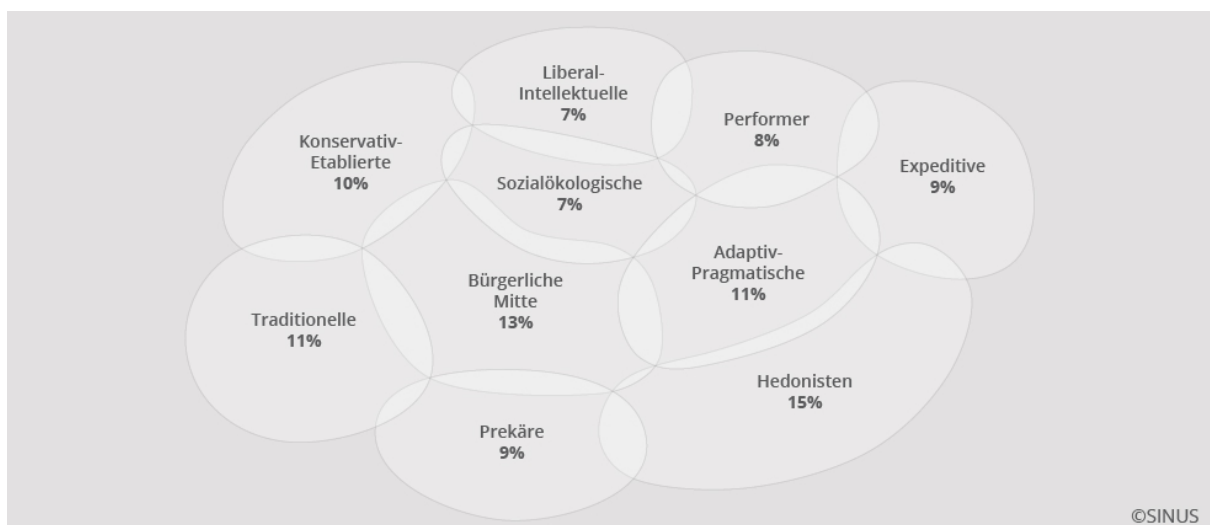 Liberal-
Intellektuelle
7%
Performer
8%
Konservativ-
Etablierte
10%
Expeditive
9%
Sozialökologische
7%
Adaptiv-
Pragmatische
11%
Bürgerliche
Mitte
13%
Traditionelle
11%
Hedonisten
15%
Prekäre
9%
©SINUS